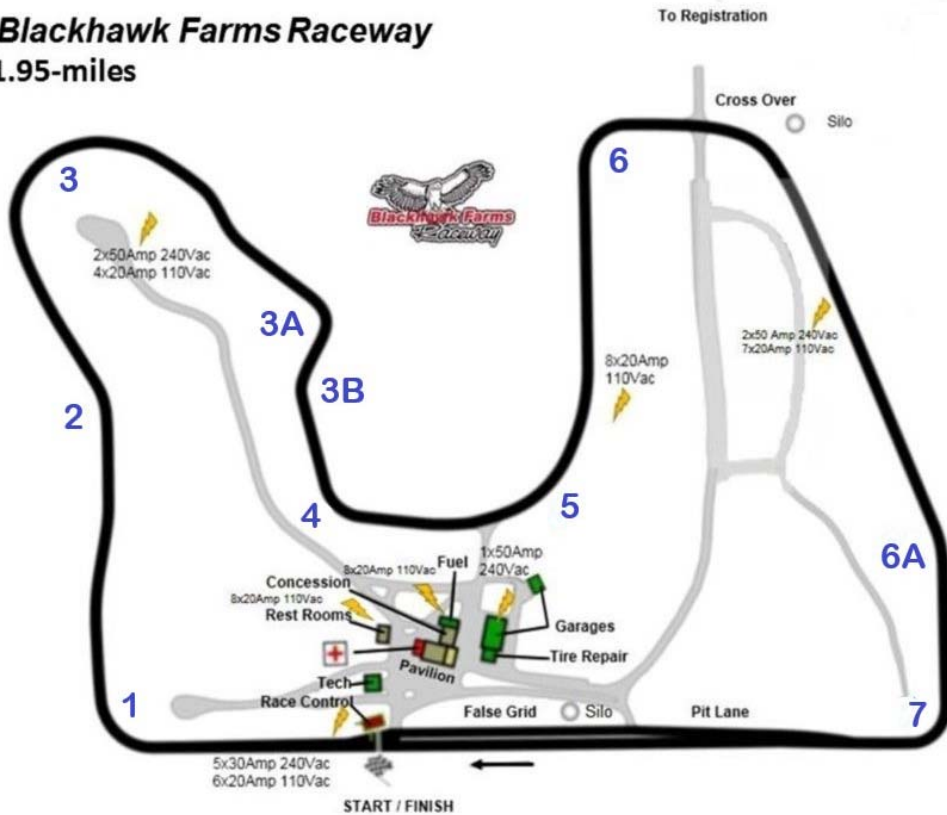 To Registration
Blackhawk Farms Raceway
1.95-miles
Cross Over
Silo
3
6
Blackhawk Farms
Raceway
2x50Amp 240Vac
4x20Amp 110Vac
3A
2x50 Amp 240Vac
7x20Amp 110Vac
8x20Amp
110Vac
3B
2
4
5
1x50Amp
240Vac
Fuel
8x20Amp 110Vac
6A
Concession
8x20Amp 110Vac
Rest Rooms
Garages
Tire Repair
Pavilion
Tech
Race Control
1
False Grid
Silo
Pit Lane
7
5x30Amp 240Vac
6x20Amp 110Vac
START / FINISH